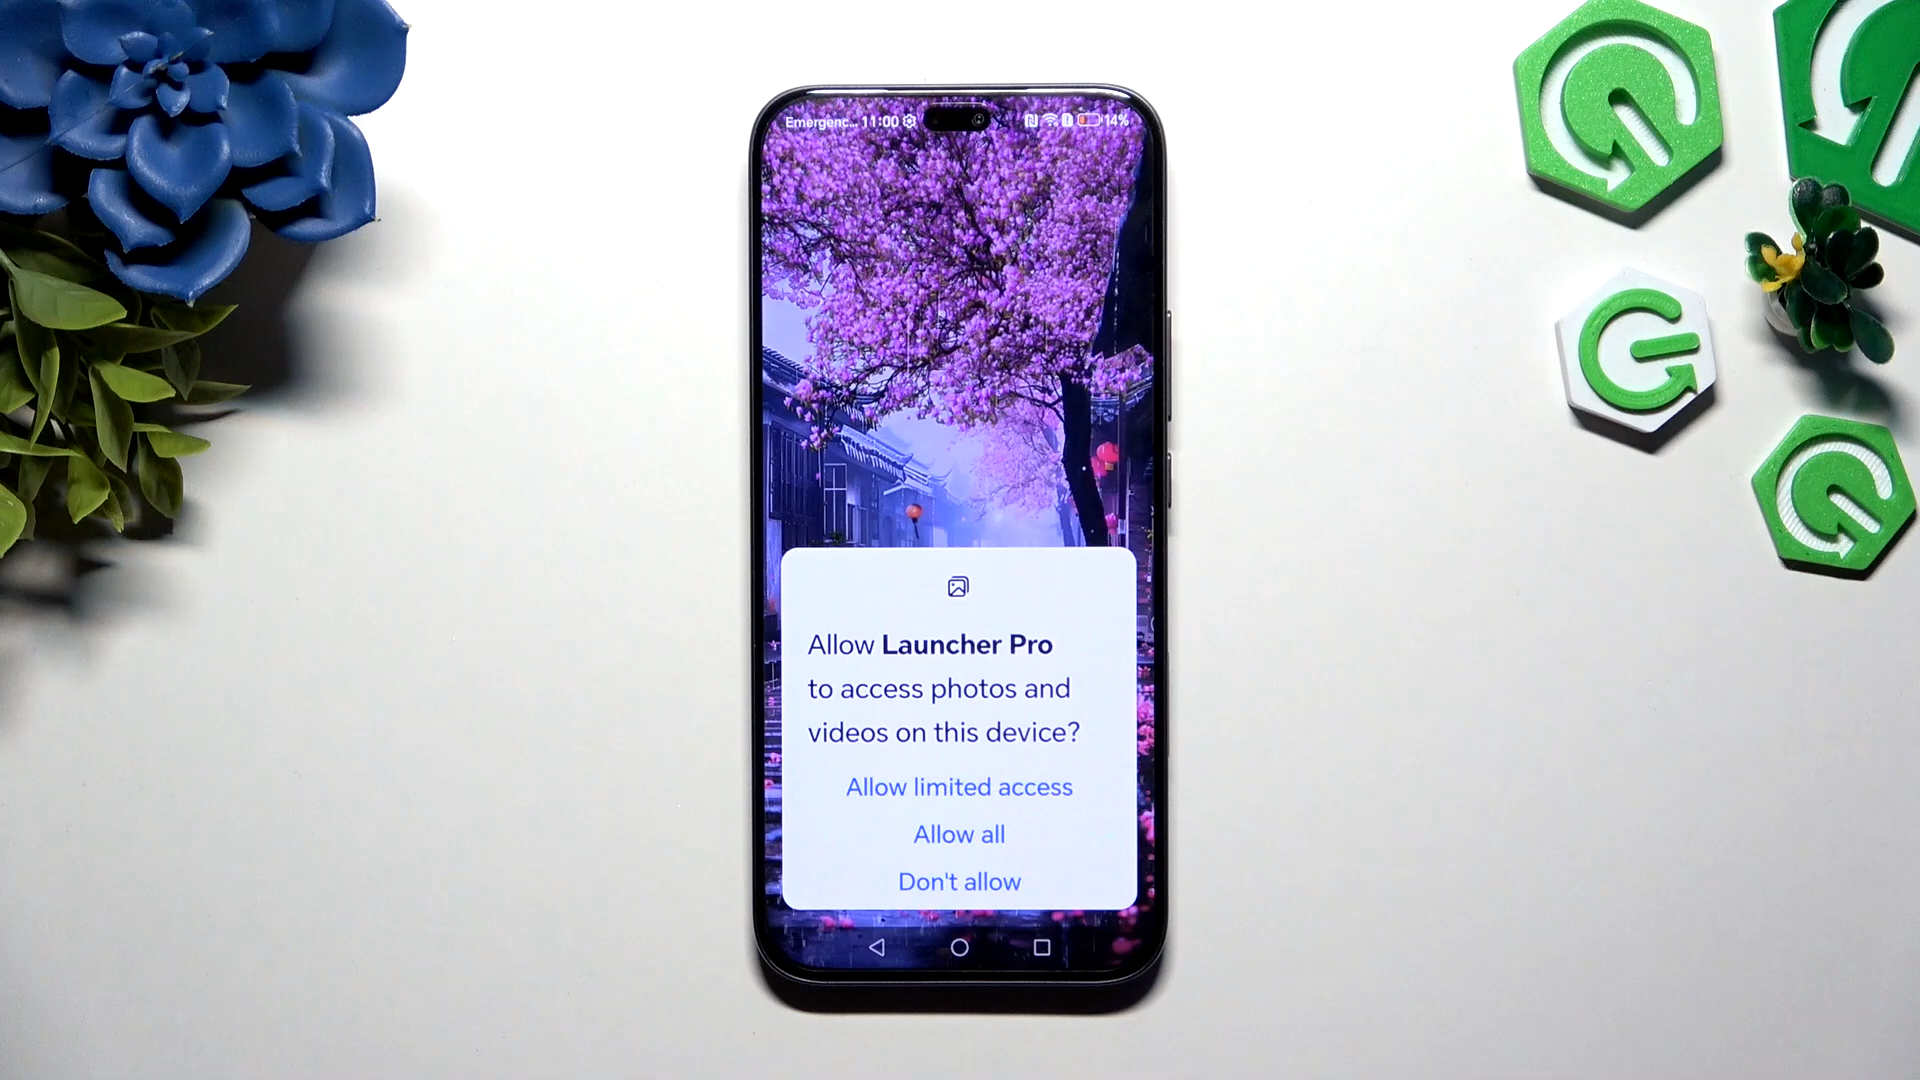 Emergenc... 11:00 14%
Allow Launcher Pro
to access photos and
videos on this device?
Allow limited access
Allow all
Don't allow